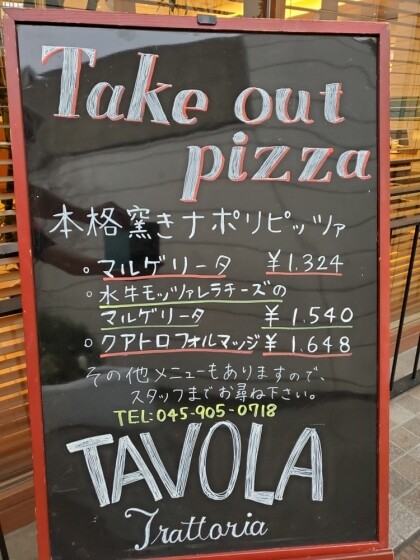 Take out
pizza
本格窯きナポリピッツァ
。マルゲリータ ¥1.324
。水牛モッツァレラチーズの
マルゲリータ ¥1.540
。クアトロフォルマッジ ¥1.648
その他メニューもありますので、
スタッフまでお尋ね下さい。
TEL:045-905-0718
TAVOLA
Trattoria